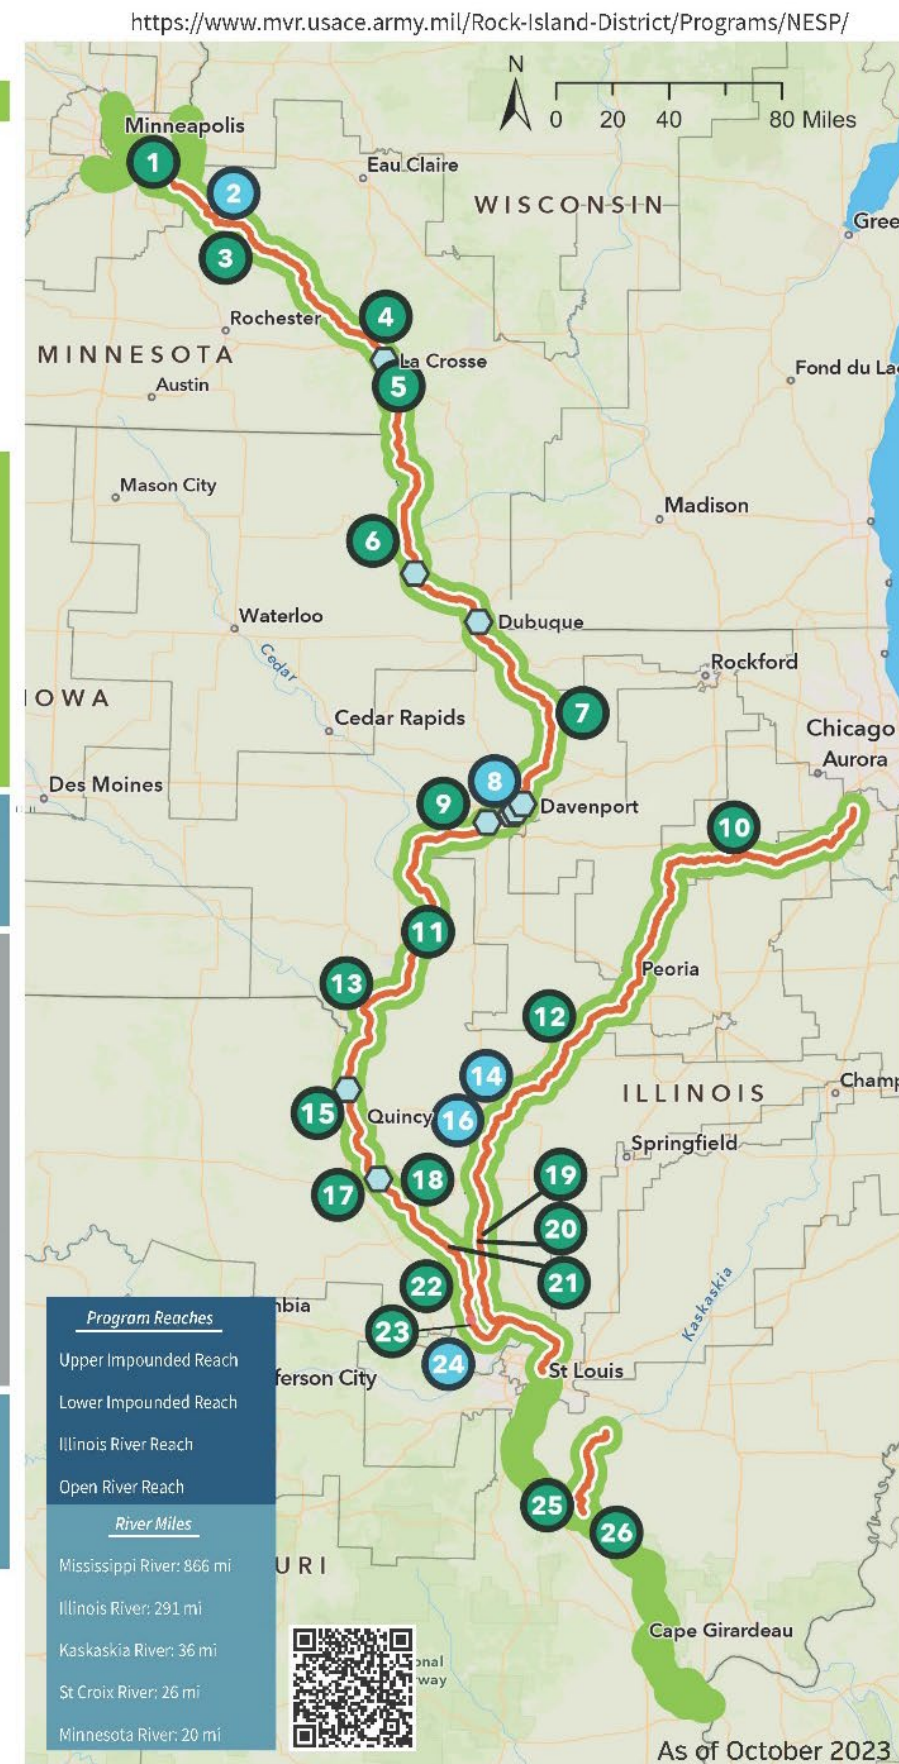 https://www.mvr.usace.army.mil/Rock-Island-District/Programs/NESP/
N
0 20 40 80 Miles
Minneapolis
1
2
Eau Claire
WISCONSIN
Gree
3
4
Rochester
MINNESOTA
La Crosse
Fond du Lac
Austin
5
Mason City
Madison
6
Waterloo
Dubuque
Cedar
Rockford
IOWA
7
Cedar Rapids
Chicago
Aurora
Des Moines
8
9
Davenport
10
11
Peoria
13
12
14
ILLINOIS
Champ
15
Quincy
16
Springfield
17
18
19
20
21
22
Kaskaskia
23
24
nbia
ferson City
St Louis
25
26
URI
Cape Girardeau
onal
way
Program Reaches
Upper Impounded Reach
Lower Impounded Reach
Illinois River Reach
Open River Reach
River Miles
Mississippi River: 866 mi
Illinois River: 291 mi
Kaskaskia River: 36 mi
St Croix River: 26 mi
Minnesota River: 20 mi
As of October 2023